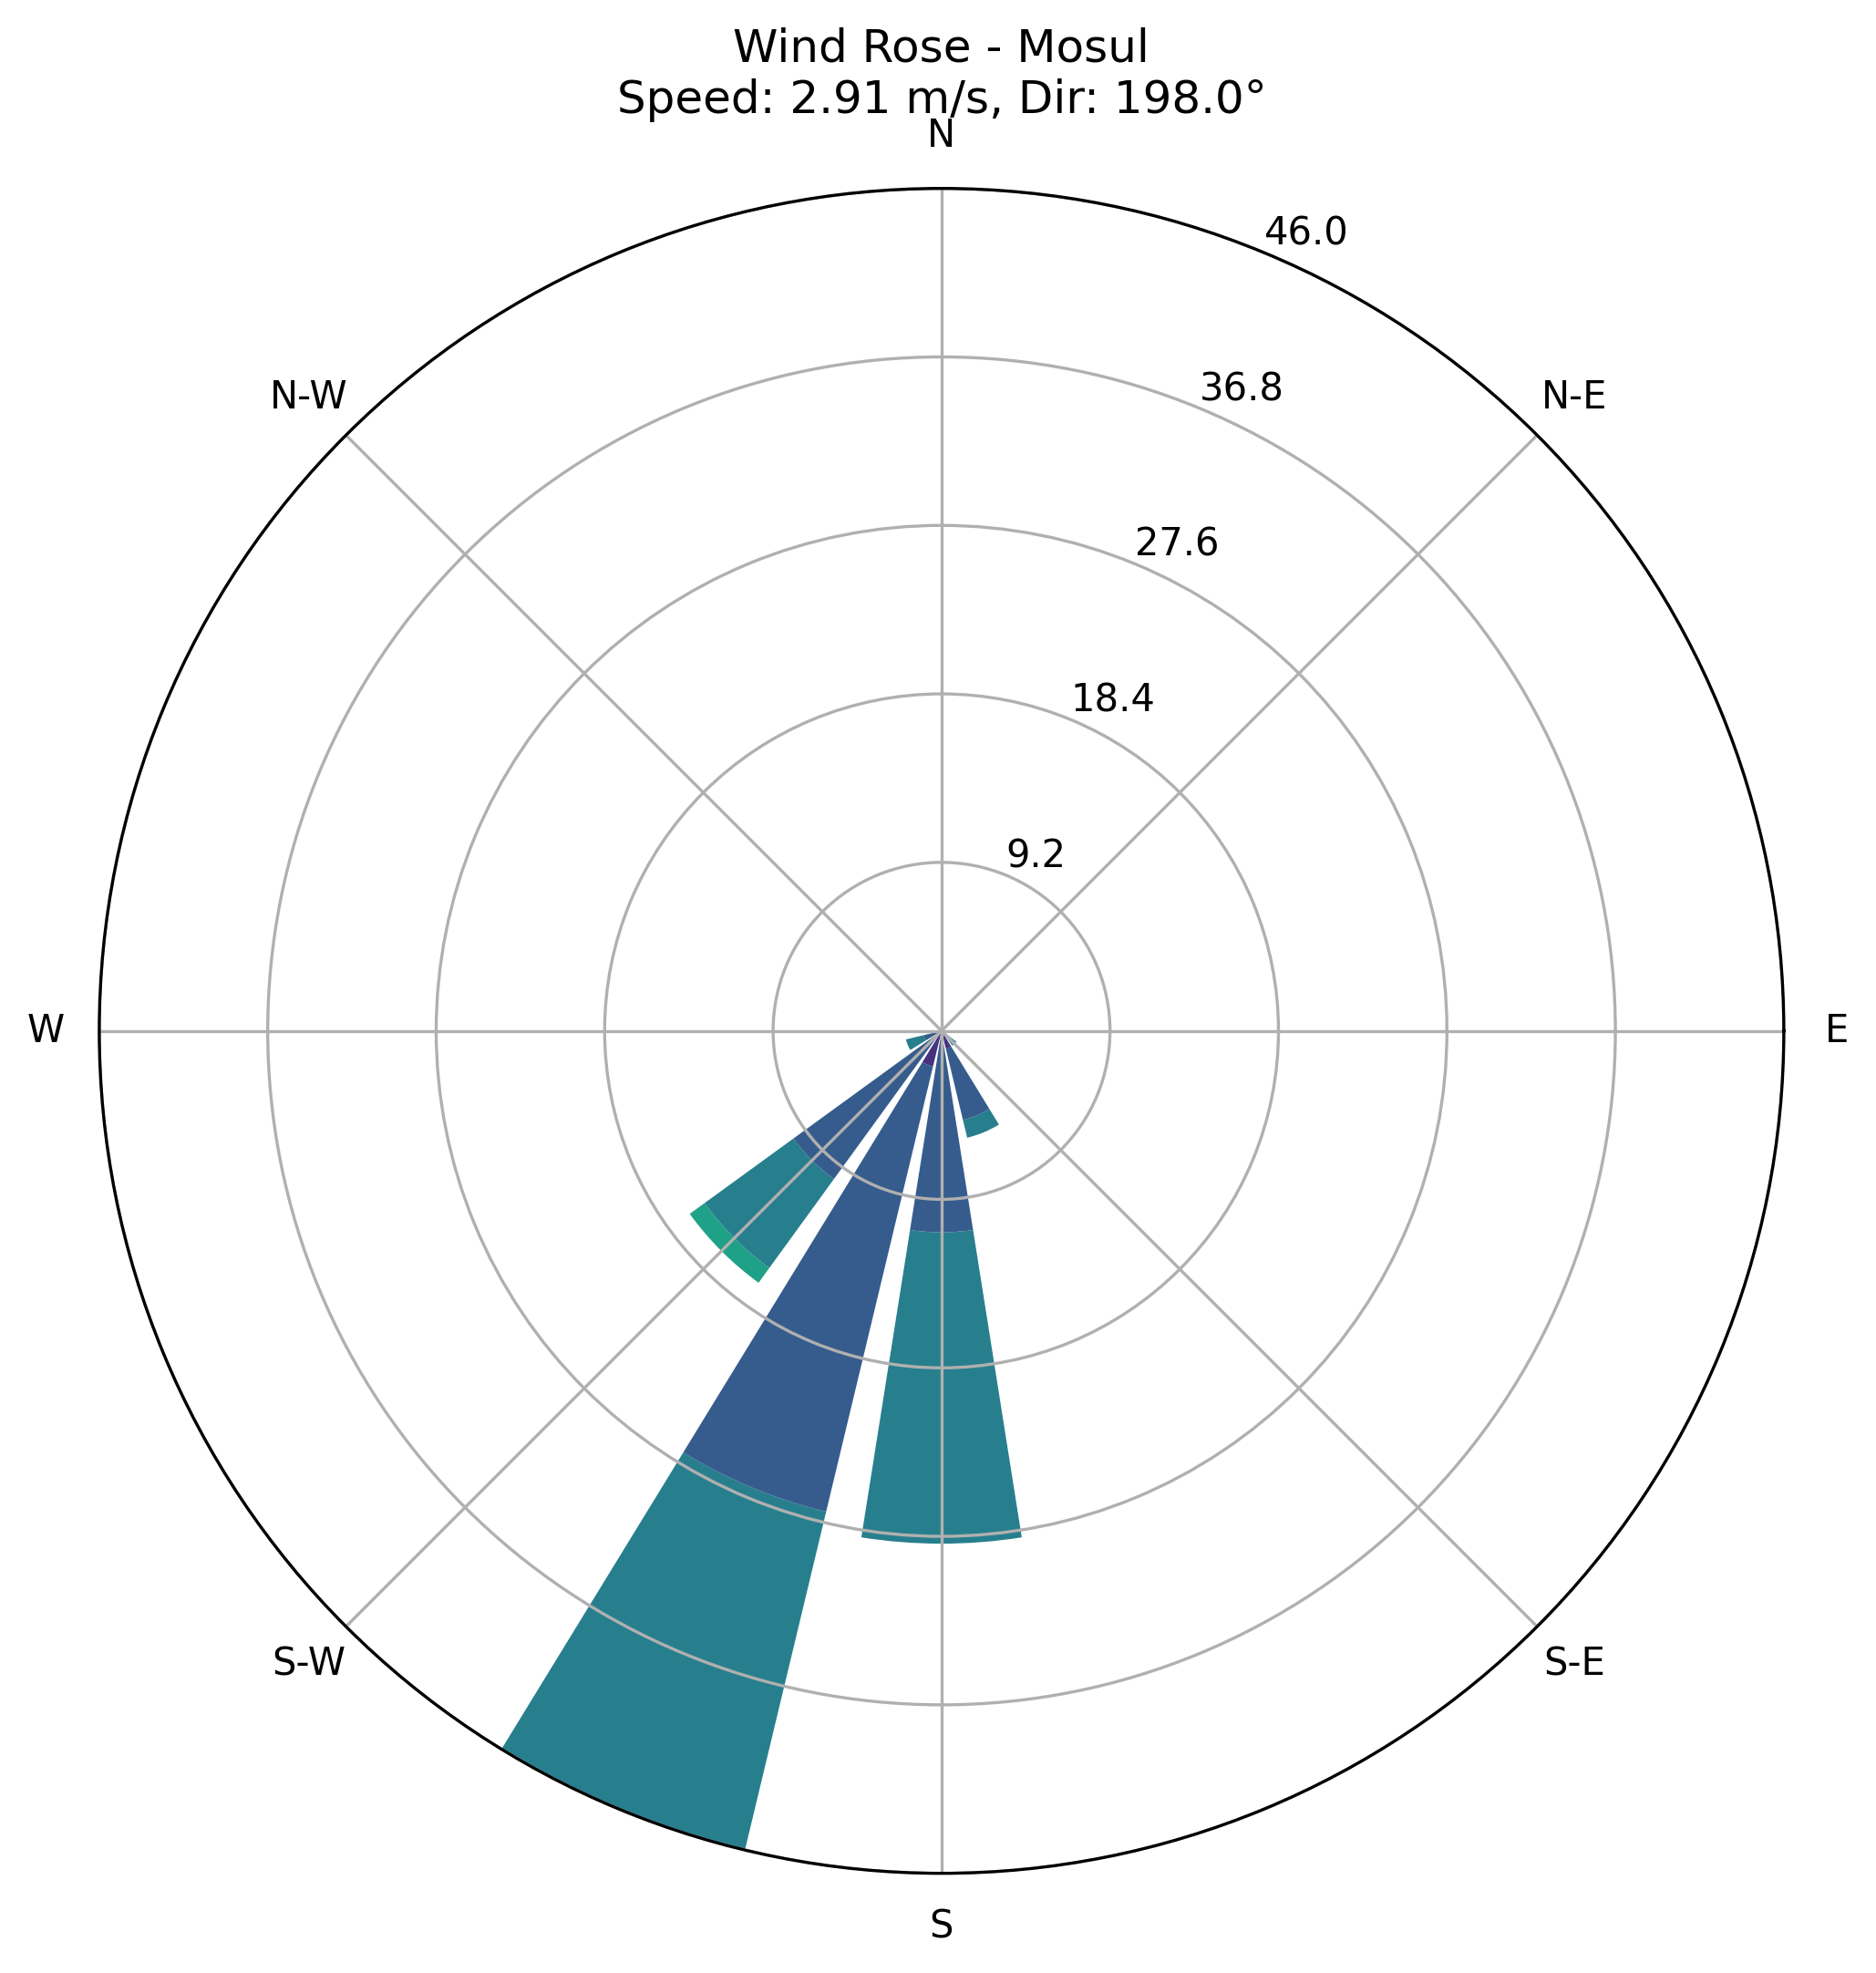 Wind Rose - Mosul
Speed: 2.91 m/s, Dir: 198.0°
N
46.0
N-W
36.8
N-E
27.6
18.4
9.2
W
E
S-W
S-E
S